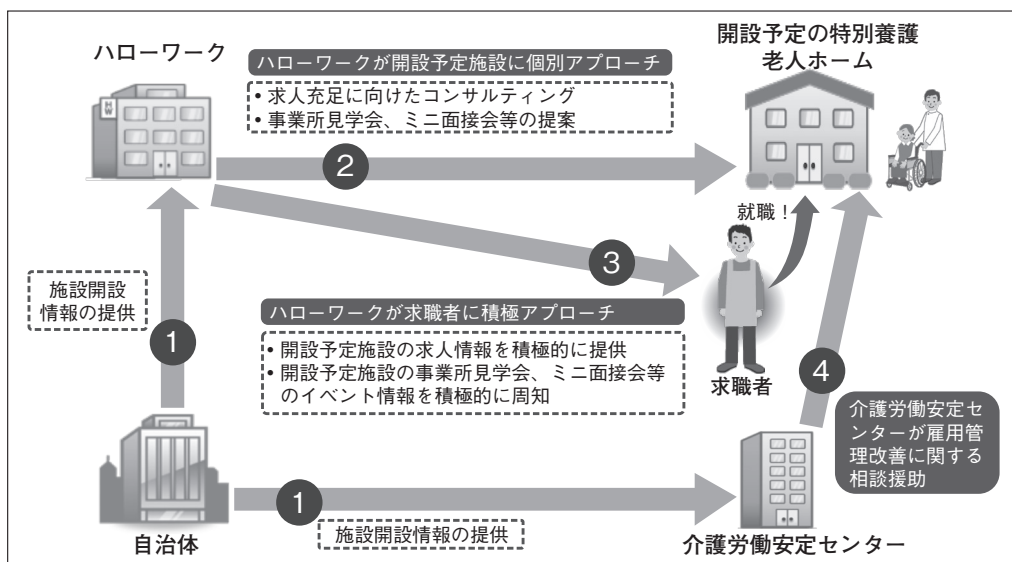 ハローワーク
HW
ハローワークが開設予定施設に個別アプローチ
• 求人充足に向けたコンサルティング
• 事業所見学会、ミニ面接会等の提案
開設予定の特別養護
老人ホーム
2
就職!
3
施設開設
情報の提供
1
ハローワークが求職者に積極アプローチ
• 開設予定施設の求人情報を積極的に提供
• 開設予定施設の事業所見学会、ミニ面接会等
のイベント情報を積極的に周知
求職者
4
介護労働安定セ
ンターが雇用管
理改善に関する
相談援助
1
施設開設情報の提供
自治体
介護労働安定センター